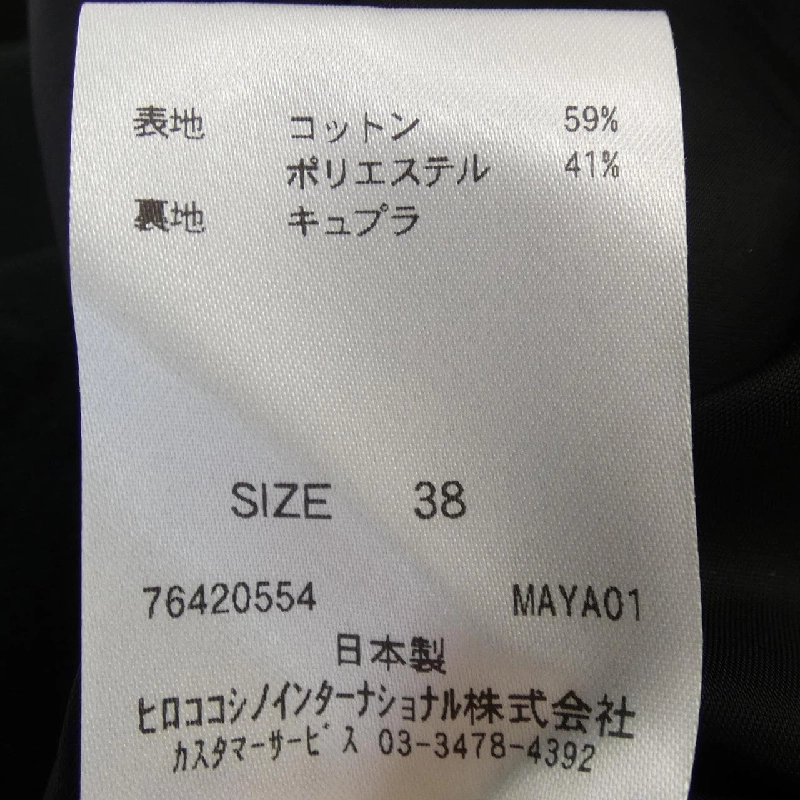 表地 コットン 59%
ポリエステル 41%
裏地 キュプラ
SIZE 38
76420554 MAYA01
日本製
ヒロココシノインターナショナル株式会社
カスタマーサービス 03-3478-4392